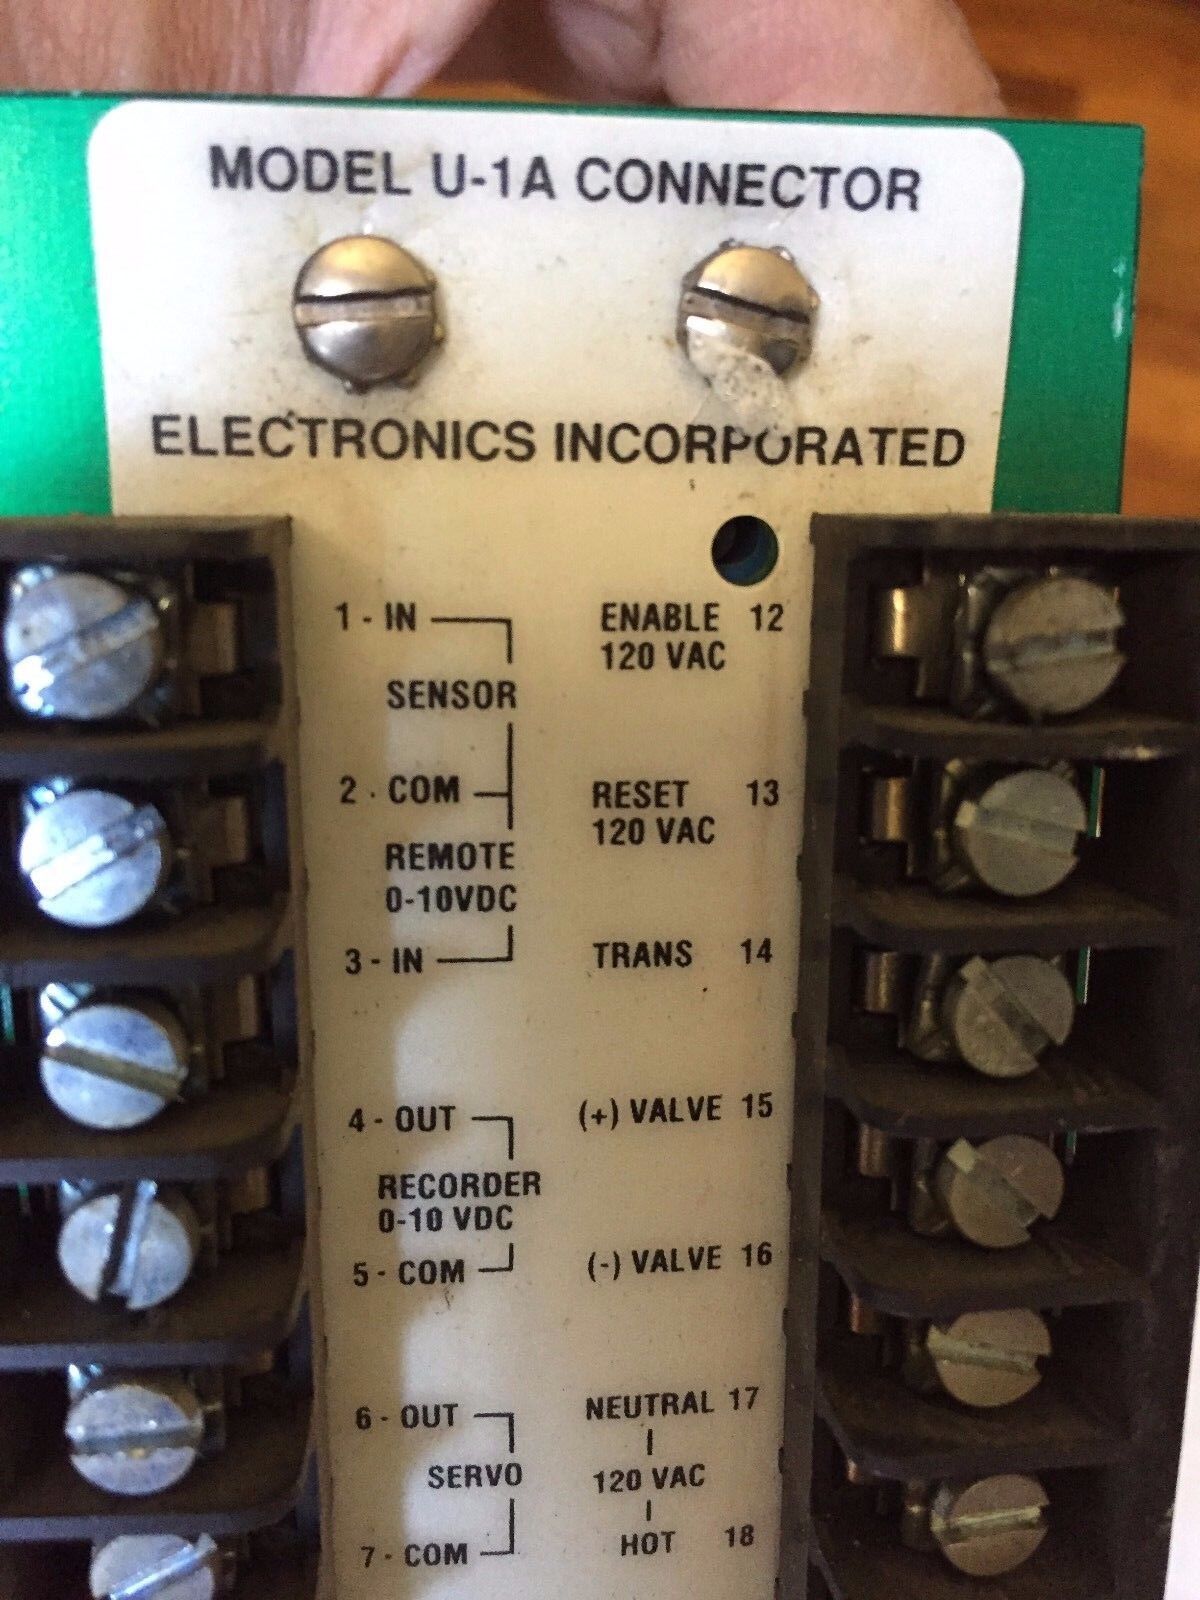 MODEL U-1A CONNECTOR
ELECTRONICS INCORPORATED
1 - IN
SENSOR
2 - COM
REMOTE
0-10VDC
3 - IN
4 - OUT
RECORDER
0-10 VDC
5 - COM
6 - OUT
SERVO
7 - COM
ENABLE 12
120 VAC
RESET 13
120 VAC
TRANS 14
(+) VALVE 15
(-) VALVE 16
NEUTRAL 17
120 VAC
HOT 18